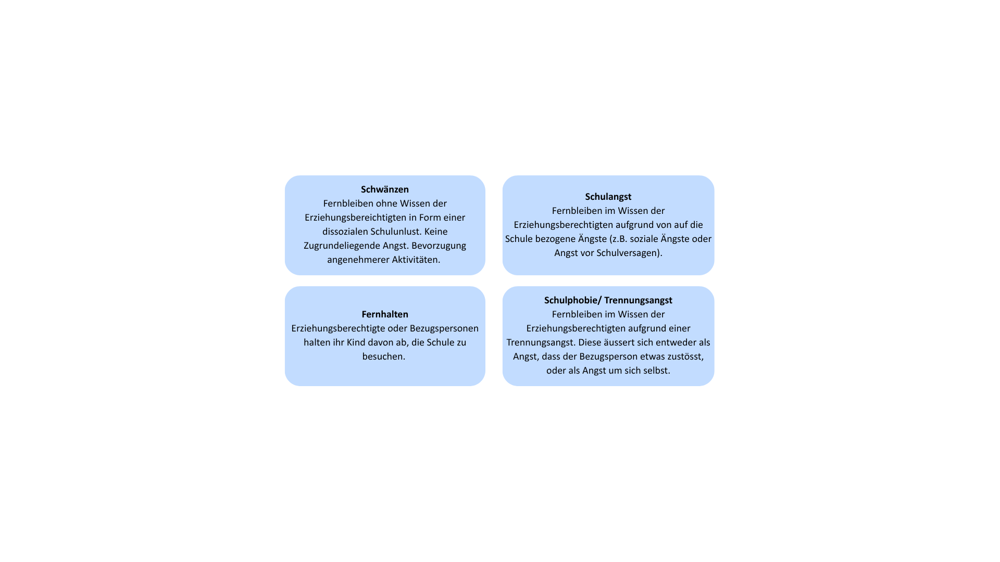 Schwänzen
Fernbleiben ohne Wissen der
Erziehungsbereichtigten in Form einer
dissozialen Schulunlust. Keine
Zugrundeliegende Angst. Bevorzugung
angenehmerer Aktivitäten.
Schulangst
Fernbleiben im Wissen der
Erziehungsberechtigten aufgrund von auf die
Schule bezogene Ängste (z.B. soziale Ängste oder
Angst vor Schulversagen).
Fernhalten
Erziehungsberechtigte oder Bezugspersonen
halten ihr Kind davon ab, die Schule zu
besuchen.
Schulphobie/ Trennungsangst
Fernbleiben im Wissen der
Erziehungsberechtigten aufgrund einer
Trennungsangst. Diese äussert sich entweder als
Angst, dass der Bezugsperson etwas zustösst,
oder als Angst um sich selbst.